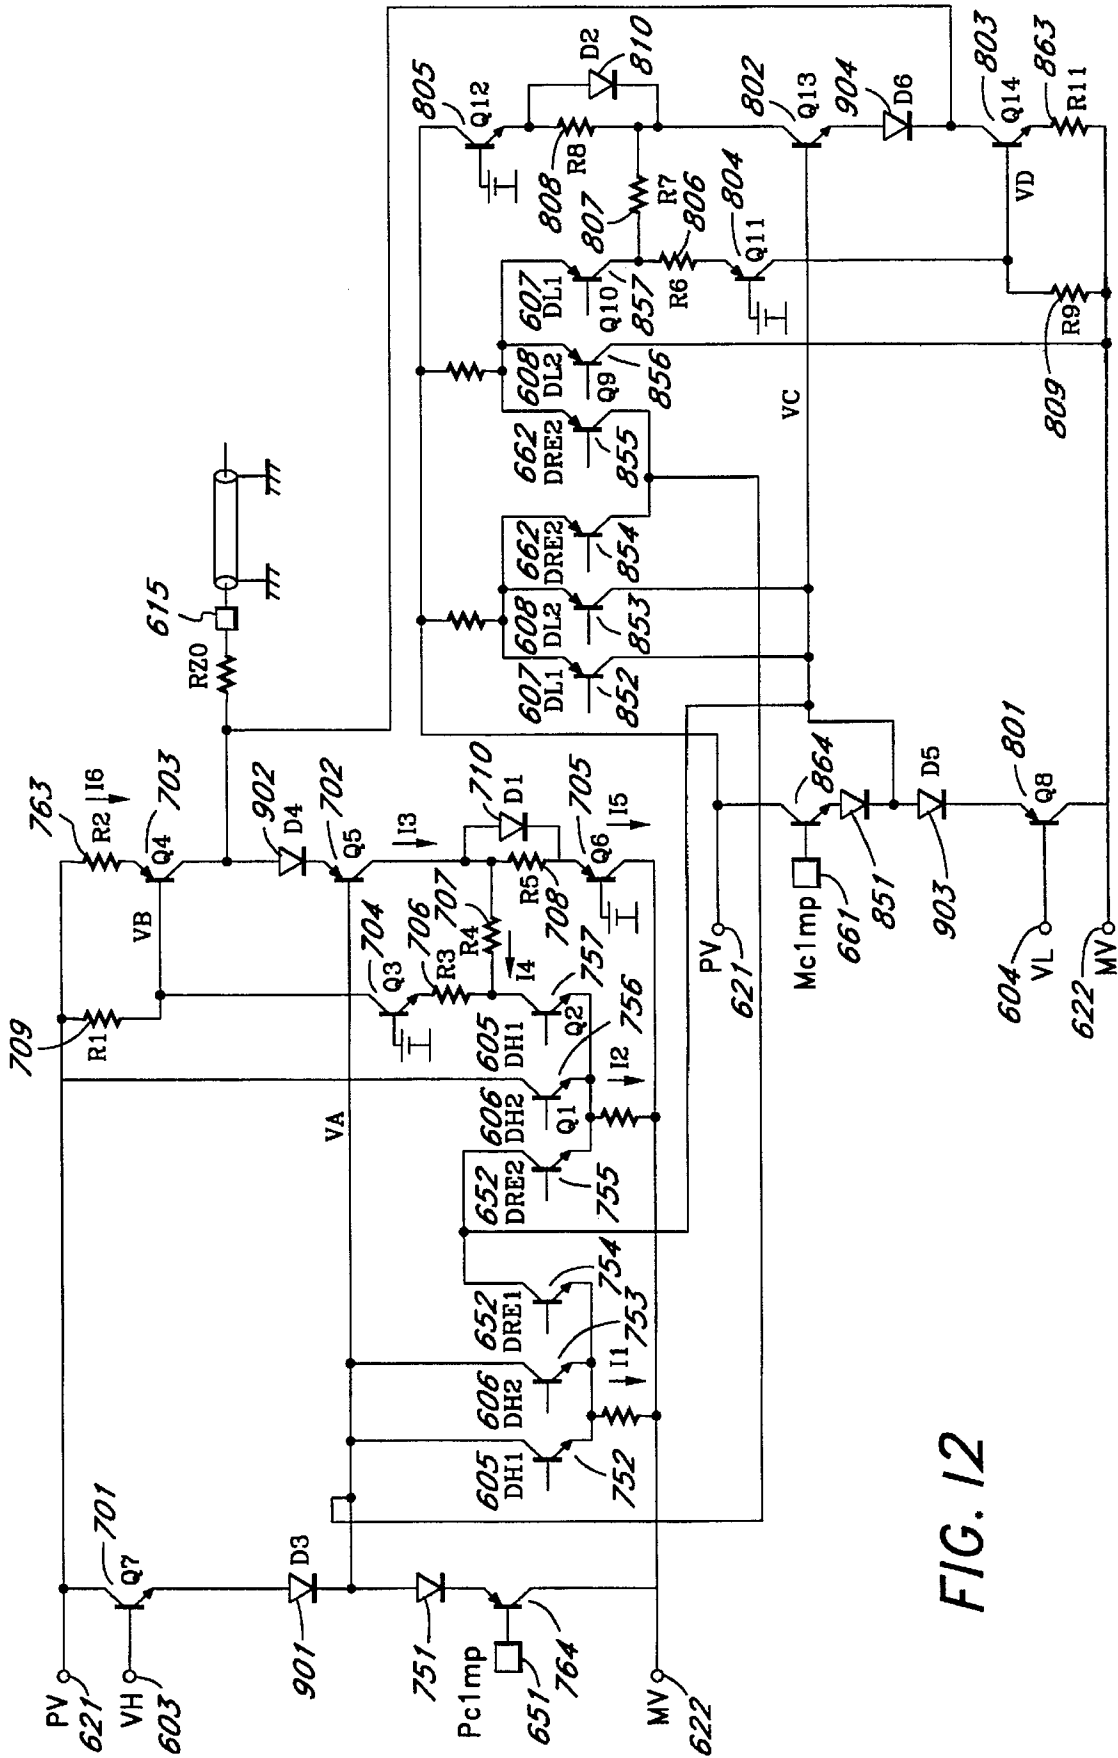 PV
621
VH
603
Q7
701
901
D3
751
Pclmp
651
764
MV
622
709
R1
VB
763
R2
I6
Q4
703
902
D4
VA
Q5
702
I3
704
Q3
706
R3
707
R4
I4
710
D1
R5
708
705
Q6
I5
605
DH1
752
606
DH2
753
652
DRE1
754
I1
652
DRE2
755
606
DH2
Q1
756
605
DH1
Q2
757
I2
RZ0
615
PV
621
Mclmp
661
864
851
903
D5
604
VL
801
Q8
MV
622
607
DL1
852
608
DL2
853
662
DRE2
854
662
DRE2
855
608
DL2
Q9
856
607
DL1
Q10
857
805
Q12
808
R8
D2
810
807
R7
R6
806
804
Q11
VC
802
Q13
904
D6
803
Q14
VD
863
R11
R9
809
FIG. 12